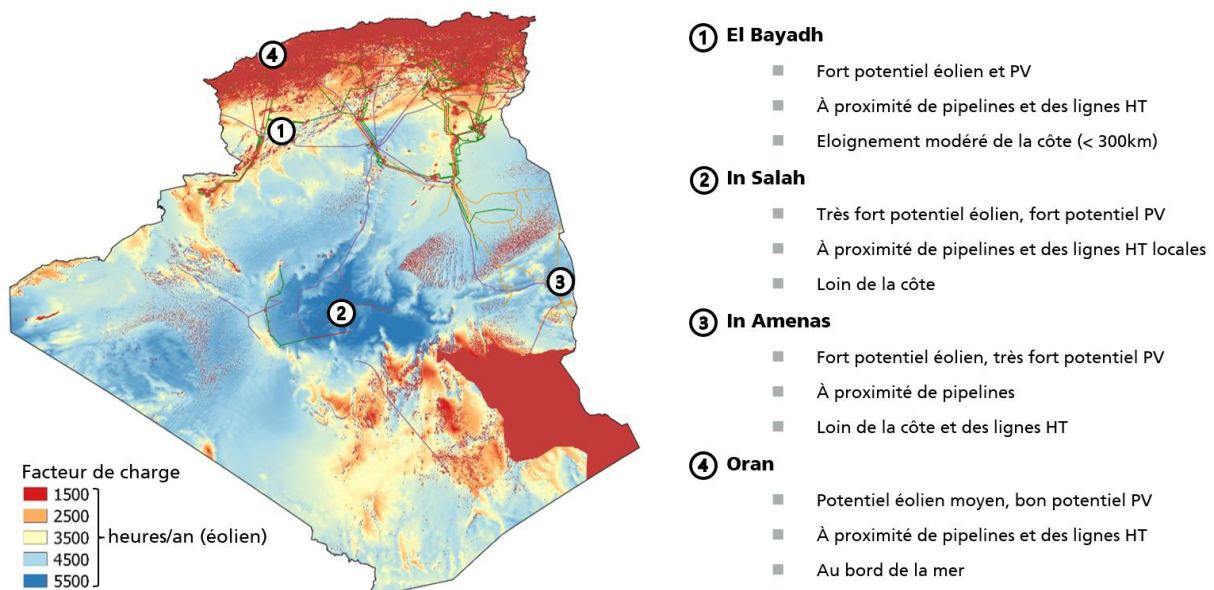 4
1
2
3
Facteur de charge
1500
2500
3500
4500
5500
heures/an (éolien)
1 El Bayadh
Fort potentiel éolien et PV
À proximité de pipelines et des lignes HT
Eloignement modéré de la côte (< 300km)
2 In Salah
Très fort potentiel éolien, fort potentiel PV
À proximité de pipelines et des lignes HT locales
Loin de la côte
3 In Amenas
Fort potentiel éolien, très fort potentiel PV
À proximité de pipelines
Loin de la côte et des lignes HT
4 Oran
Potentiel éolien moyen, bon potentiel PV
À proximité de pipelines et des lignes HT
Au bord de la mer